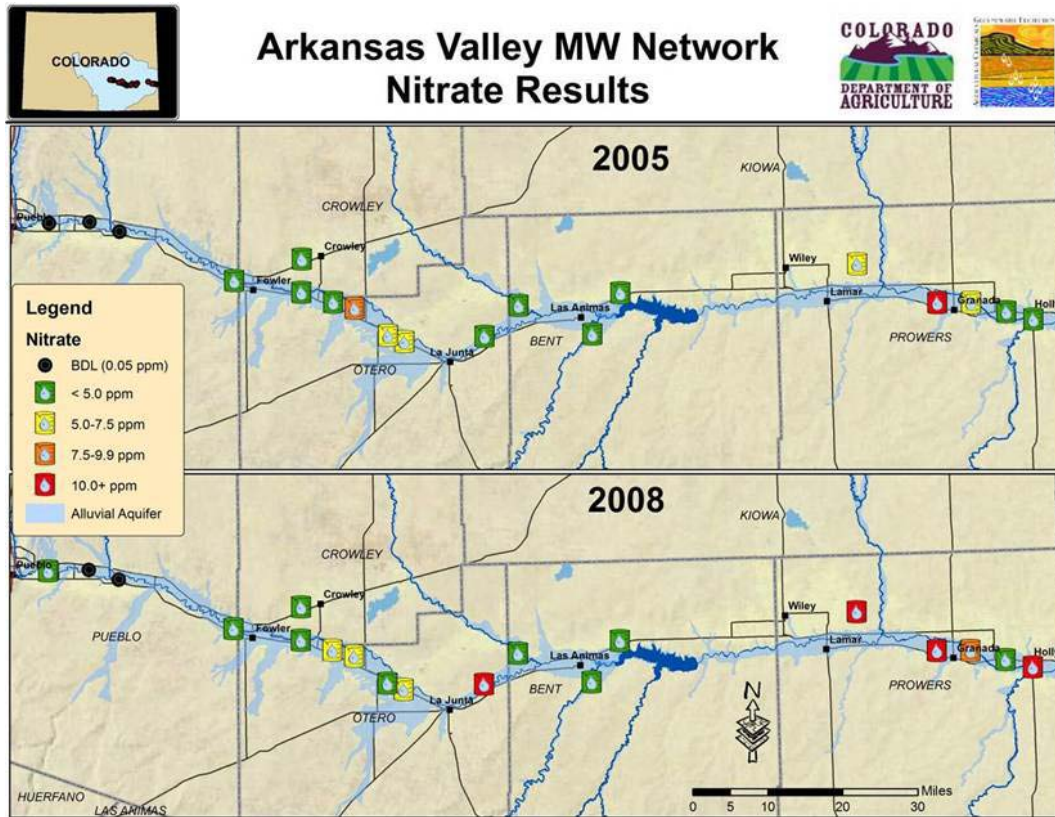 COLORADO
Arkansas Valley MW Network
Nitrate Results
COLORADO
DEPARTMENT OF
AGRICULTURE
2005
KIOWA
CROWLEY
Pueblo
Crowley
Wiley
Fowler
Las Animas
Lamar
Granada
Holly
BENT
PROWERS
La Junta
OTERO
Legend
Nitrate
BDL (0.05 ppm)
< 5.0 ppm
5.0-7.5 ppm
7.5-9.9 ppm
10.0+ ppm
Alluvial Aquifer
2008
KIOWA
CROWLEY
Pueblo
Crowley
Wiley
PUEBLO
Fowler
Las Animas
Lamar
Granada
Holly
BENT
PROWERS
La Junta
OTERO
N
HUERFANO
LAS ANIMAS
Miles
0 5 10 20 30